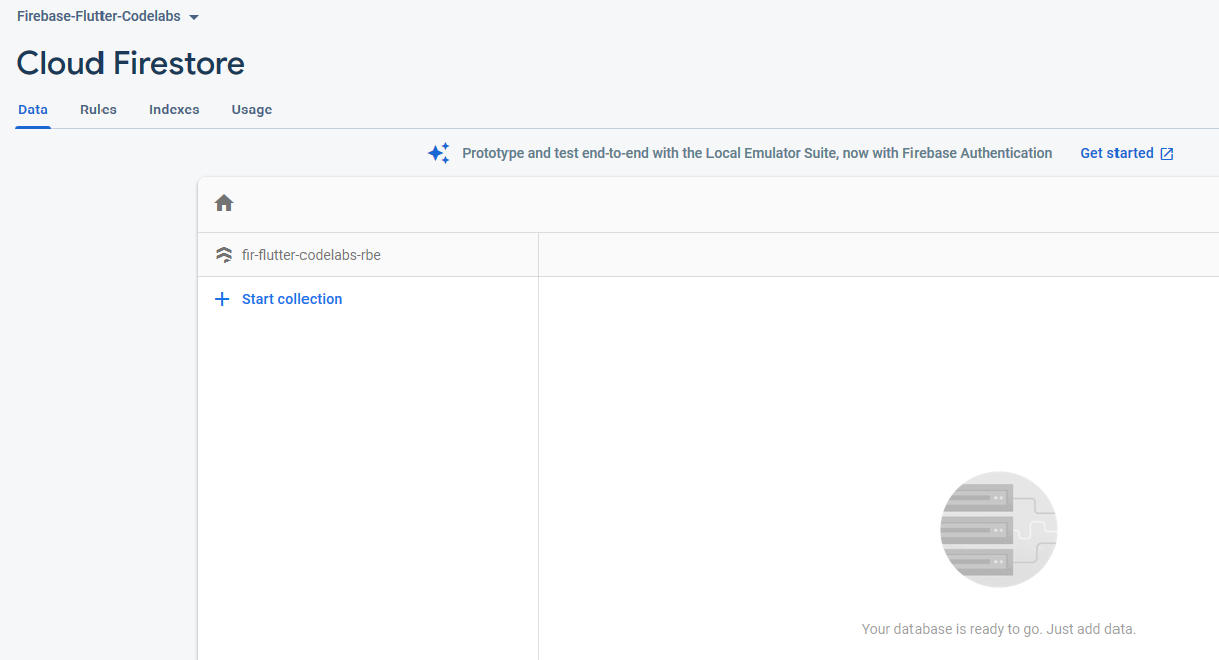 Firebase-Flutter-Codelabs
Cloud Firestore
Data Rules Indexes Usage
Prototype and test end-to-end with the Local Emulator Suite, now with Firebase Authentication Get started
fir-flutter-codelabs-rbe
Start collection
Your database is ready to go. Just add data.